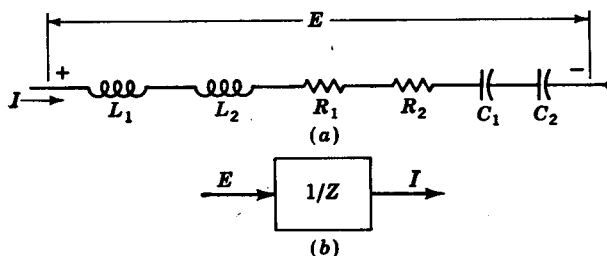 E
+ −
I
L₁ L₂ R₁ R₂ C₁ C₂
(a)
E 1/Z I
(b)